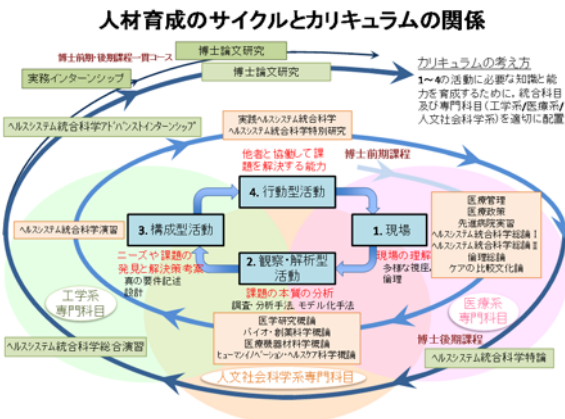 人材育成のサイクルとカリキュラムの関係
博士前期・後期課程一貫コース
博士論文研究
実務インターンシップ
博士論文研究
カリキュラムの考え方
1~4の活動に必要な知識と能
力を育成するために、統合科目
及び専門科目(工学系/医療系/
人文社会科学系)を適切に配置
ヘルスシステム統合科学アドバンストインターンシップ
実践ヘルスシステム統合科学
ヘルスシステム統合科学特別研究
他者と協働して課
題を解決する能力
博士前期課程
4. 行動型活動
医療管理
医療政策
先進病院実習
ヘルスシステム統合科学総論Ⅰ
ヘルスシステム統合科学総論Ⅱ
倫理総論
ケアの比較文化論
ヘルスシステム統合科学演習
3. 構成型活動
1. 現場
2. 観察・解析型
活動
ニーズや課題の
発見と解決策考案
真の要件記述
設計
現場の理解
多様な視座、
倫理
課題の本質の分析
調査・分析手法、モデル化手法
工学系
専門科目
医療系
専門科目
医学研究概論
バイオ・創薬科学概論
医療機器材料科学概論
ヒューマンイノベーション・ヘルスケア科学概論
博士後期課程
ヘルスシステム統合科学総合演習
ヘルスシステム統合科学特論
人文社会科学系専門科目